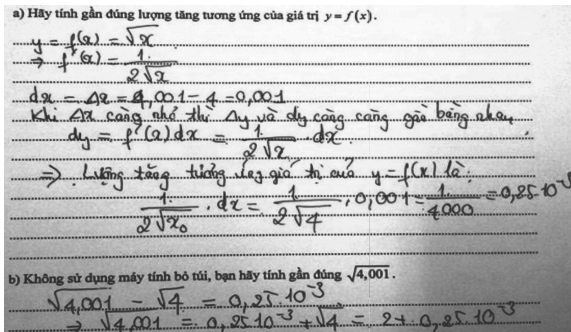 a) Hãy tính gần đúng lượng tăng tương ứng của giá trị y = f(x).
y = f(x) = √x
⇒ f'(x) = 1/(2√x)
dx = Δx = 4,001 - 4 = 0,001
Khi Δx càng nhỏ thì Δy và dy càng càng gần bằng nhau
dy = f'(x) dx = 1/(2√x) . dx
⇒ Lượng tăng tương ứng giá trị của y = f(x) là:
1/(2√x₀) . dx = 1/(2√4) . 0,001 = 1/4000 = 0,25.10⁻³
b) Không sử dụng máy tính bỏ túi, bạn hãy tính gần đúng √4,001.
√4,001 - √4 = 0,25.10⁻³
⇒ √4,001 = 0,25.10⁻³ + √4 = 2 + 0,25.10⁻³